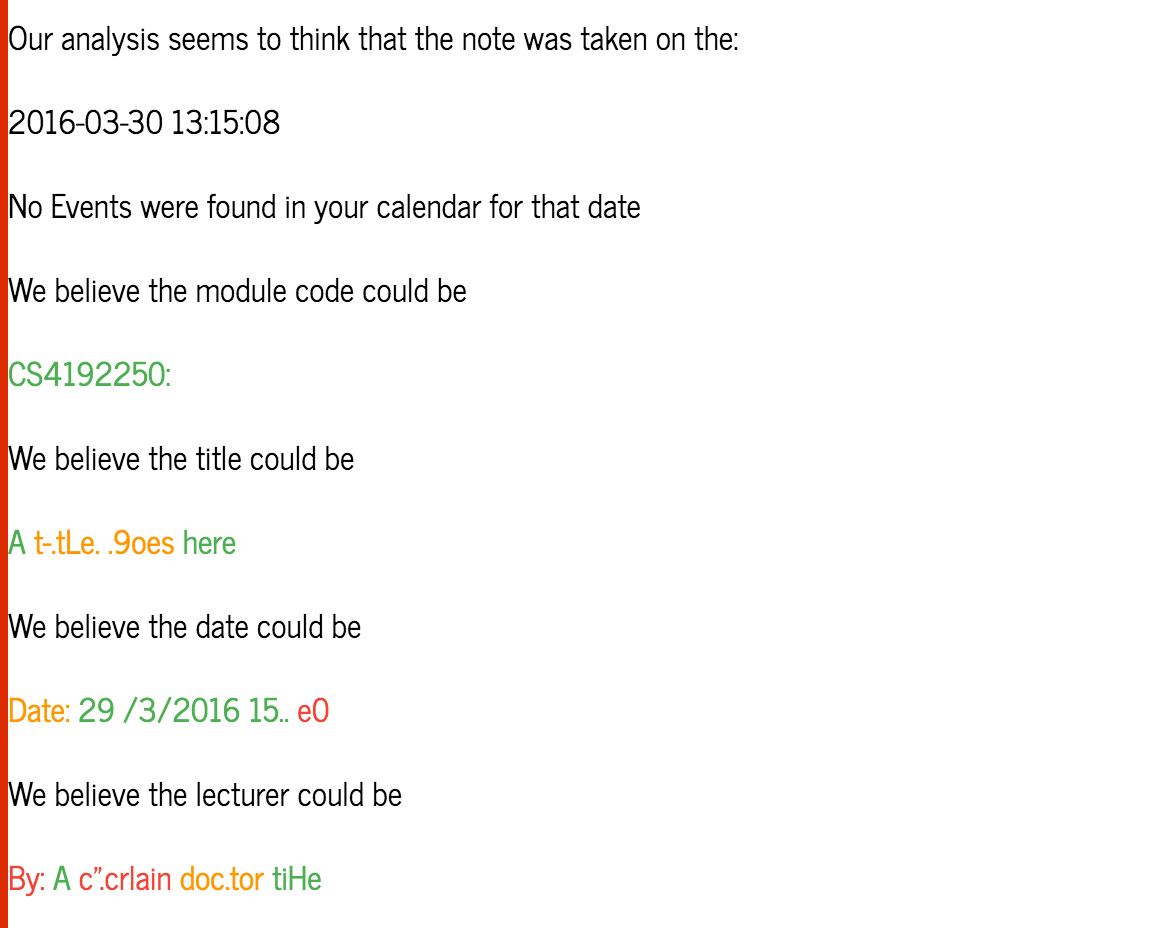 Our analysis seems to think that the note was taken on the:
2016-03-30 13:15:08
No Events were found in your calendar for that date
We believe the module code could be
CS4192250:
We believe the title could be
A t-.tLe. .9oes here
We believe the date could be
Date: 29 /3/2016 15.. e0
We believe the lecturer could be
By: A c”.crlain doc.tor tiHe